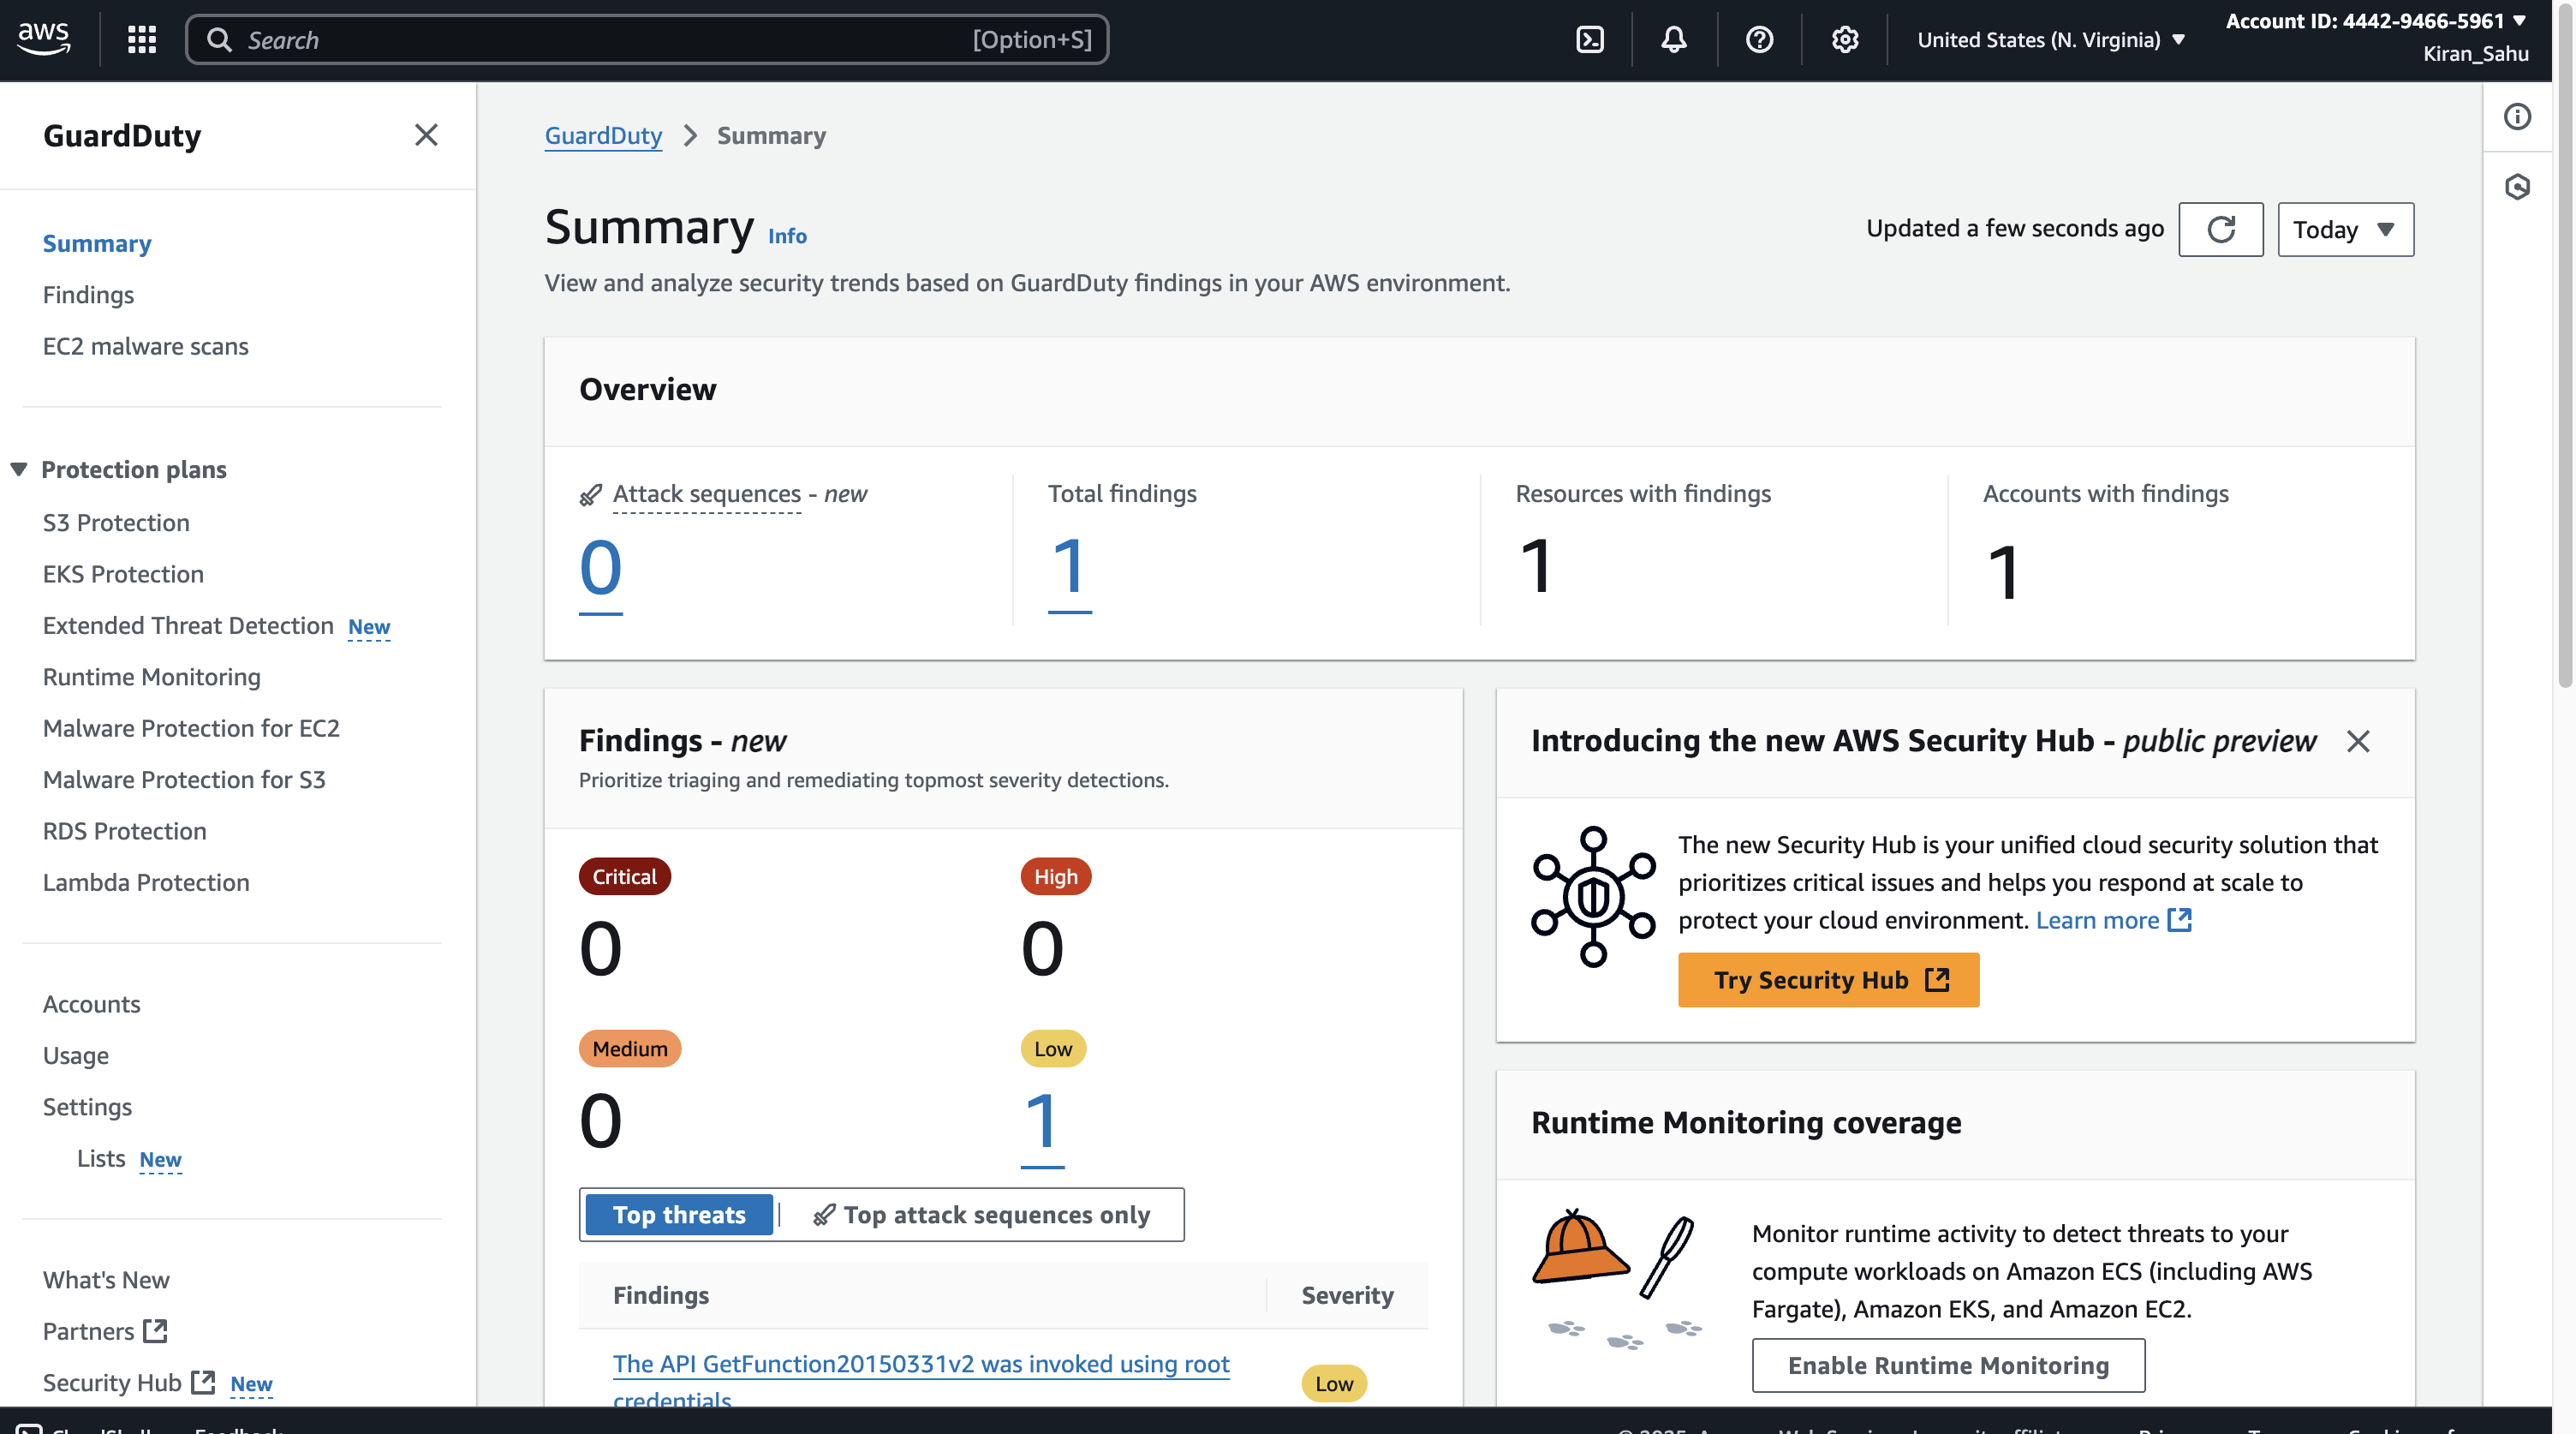 aws
Search
[Option+S]
United States (N. Virginia)
Account ID: 4442-9466-5961
Kiran_Sahu
GuardDuty
Summary
Findings
EC2 malware scans
Protection plans
S3 Protection
EKS Protection
Extended Threat Detection New
Runtime Monitoring
Malware Protection for EC2
Malware Protection for S3
RDS Protection
Lambda Protection
Accounts
Usage
Settings
Lists New
What's New
Partners
Security Hub New
GuardDuty > Summary
Summary Info
Updated a few seconds ago
Today
View and analyze security trends based on GuardDuty findings in your AWS environment.
Overview
Attack sequences - new
0
Total findings
1
Resources with findings
1
Accounts with findings
1
Findings - new
Prioritize triaging and remediating topmost severity detections.
Critical
0
High
0
Medium
0
Low
1
Top threats
Top attack sequences only
Findings
Severity
The API GetFunction20150331v2 was invoked using root
credentials
Low
Introducing the new AWS Security Hub - public preview
The new Security Hub is your unified cloud security solution that
prioritizes critical issues and helps you respond at scale to
protect your cloud environment. Learn more
Try Security Hub
Runtime Monitoring coverage
Monitor runtime activity to detect threats to your
compute workloads on Amazon ECS (including AWS
Fargate), Amazon EKS, and Amazon EC2.
Enable Runtime Monitoring